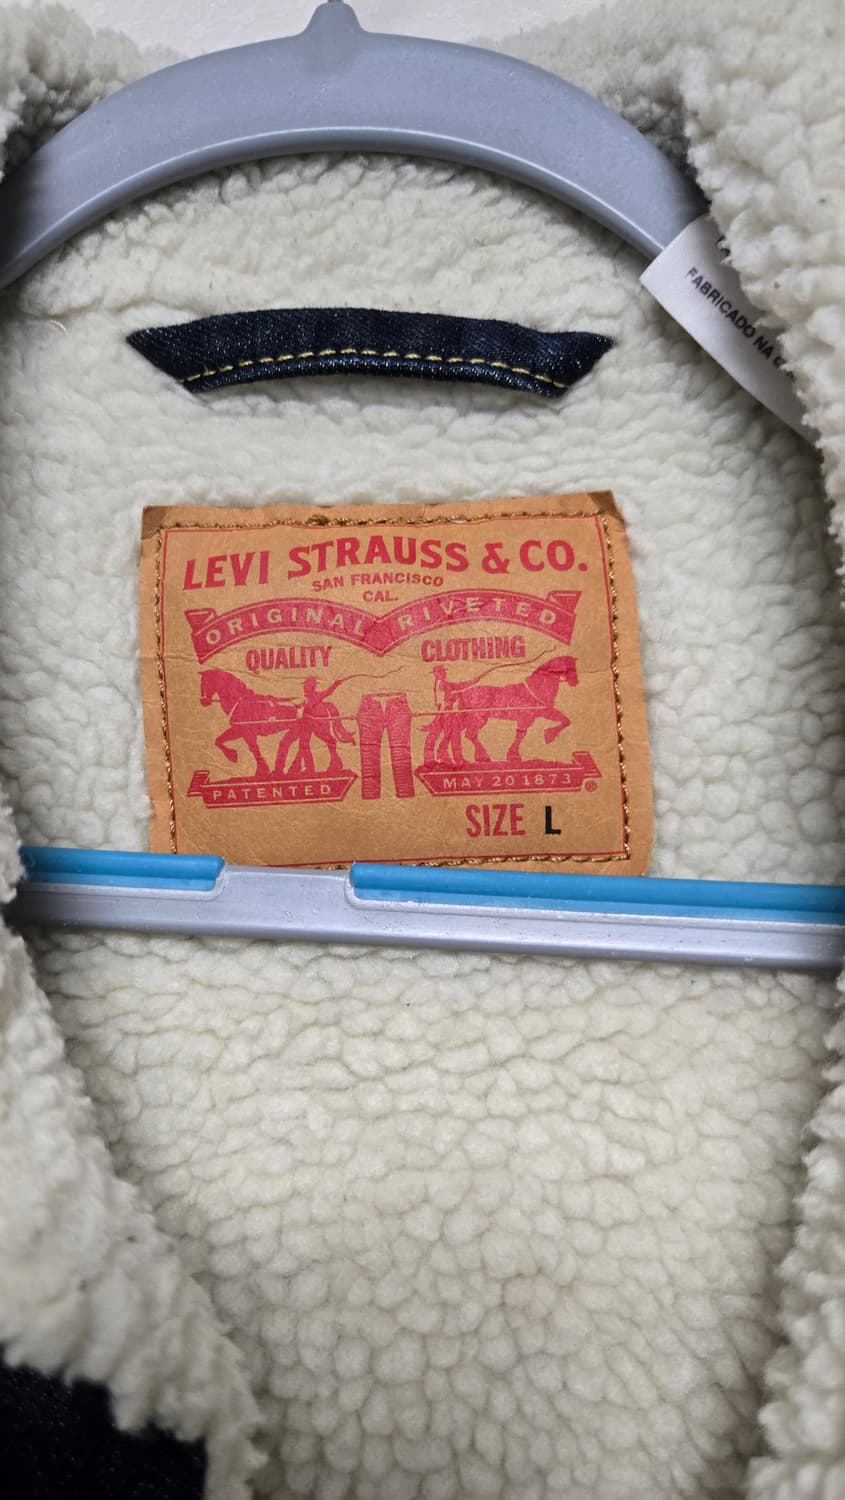 FABRICADO NA
LEVI STRAUSS & CO.
SAN FRANCISCO
CAL.
ORIGINAL RIVETED
QUALITY CLOTHING
PATENTED MAY 20 1873 ®
SIZE L